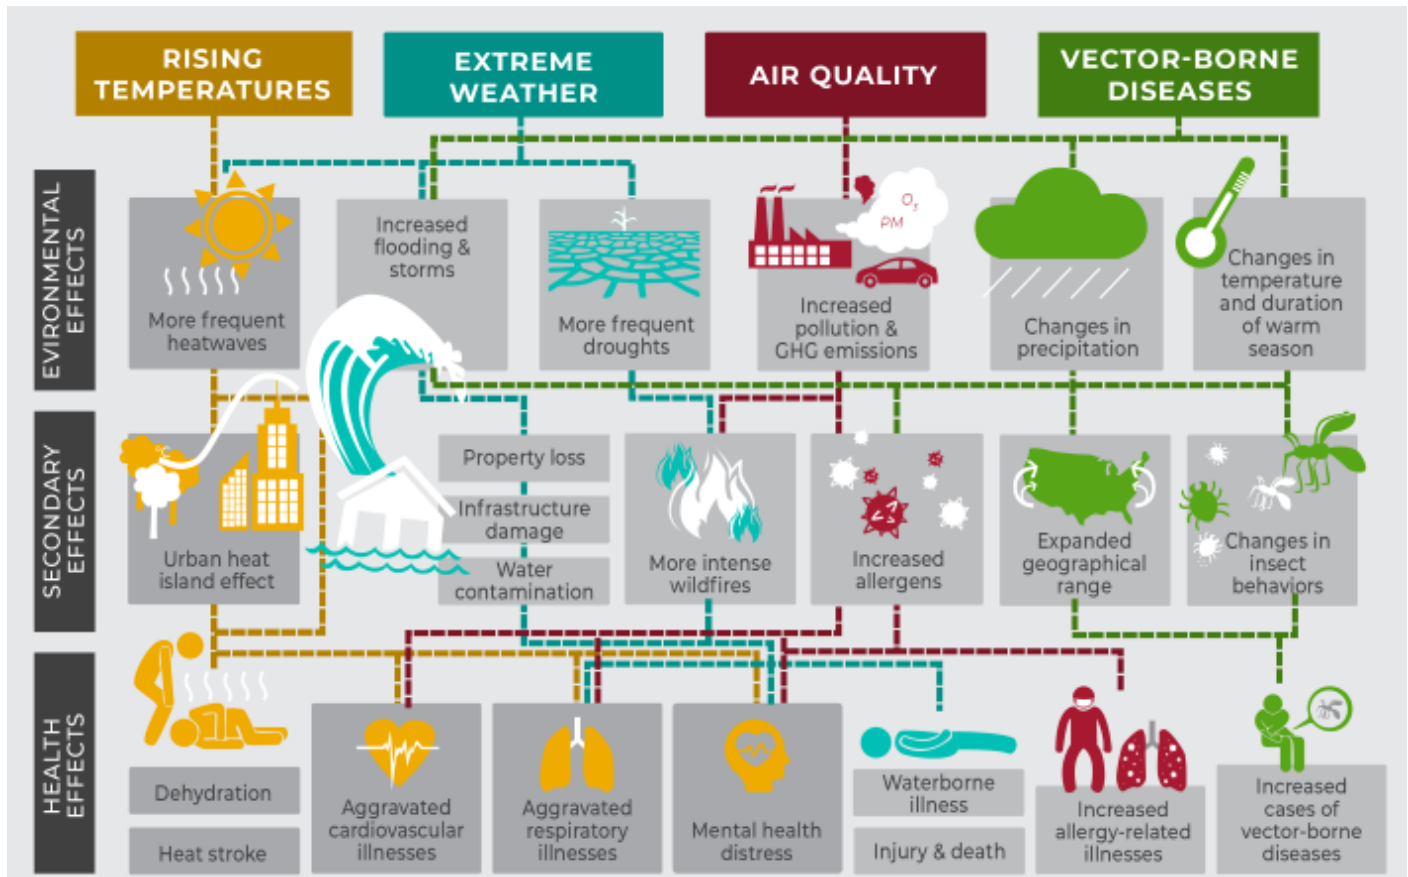 RISING
TEMPERATURES
EXTREME
WEATHER
AIR QUALITY
VECTOR-BORNE
DISEASES
EVIRONMENTAL
EFFECTS
More frequent
heatwaves
Increased
flooding &
storms
More frequent
droughts
O3
PM
Increased
pollution &
GHG emissions
Changes in
precipitation
Changes in
temperature
and duration
of warm
season
SECONDARY
EFFECTS
Urban heat
island effect
Property loss
Infrastructure
damage
Water
contamination
More intense
wildfires
Increased
allergens
Expanded
geographical
range
Changes in
insect
behaviors
HEALTH
EFFECTS
Dehydration
Heat stroke
Aggravated
cardiovascular
illnesses
Aggravated
respiratory
illnesses
Mental health
distress
Waterborne
illness
Injury & death
Increased
allergy-related
illnesses
Increased
cases of
vector-borne
diseases